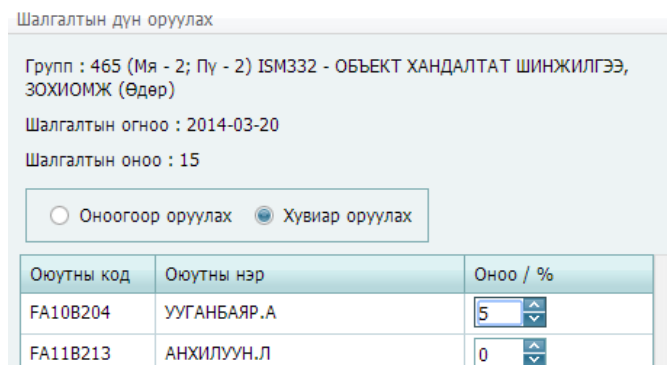 Шалгалтын дүн оруулах
Групп : 465 (Мя - 2; Пү - 2) ISM332 - ОБЪЕКТ ХАНДАЛТАТ ШИНЖИЛГЭЭ,
ЗОХИОМЖ (Өдөр)
Шалгалтын огноо : 2014-03-20
Шалгалтын оноо : 15
Оноогоор оруулах Хувиар оруулах
Оюутны код Оюутны нэр Оноо / %
FA10B204 УУГАНБАЯР.А 5
FA11B213 АНХИЛУУН.Л 0